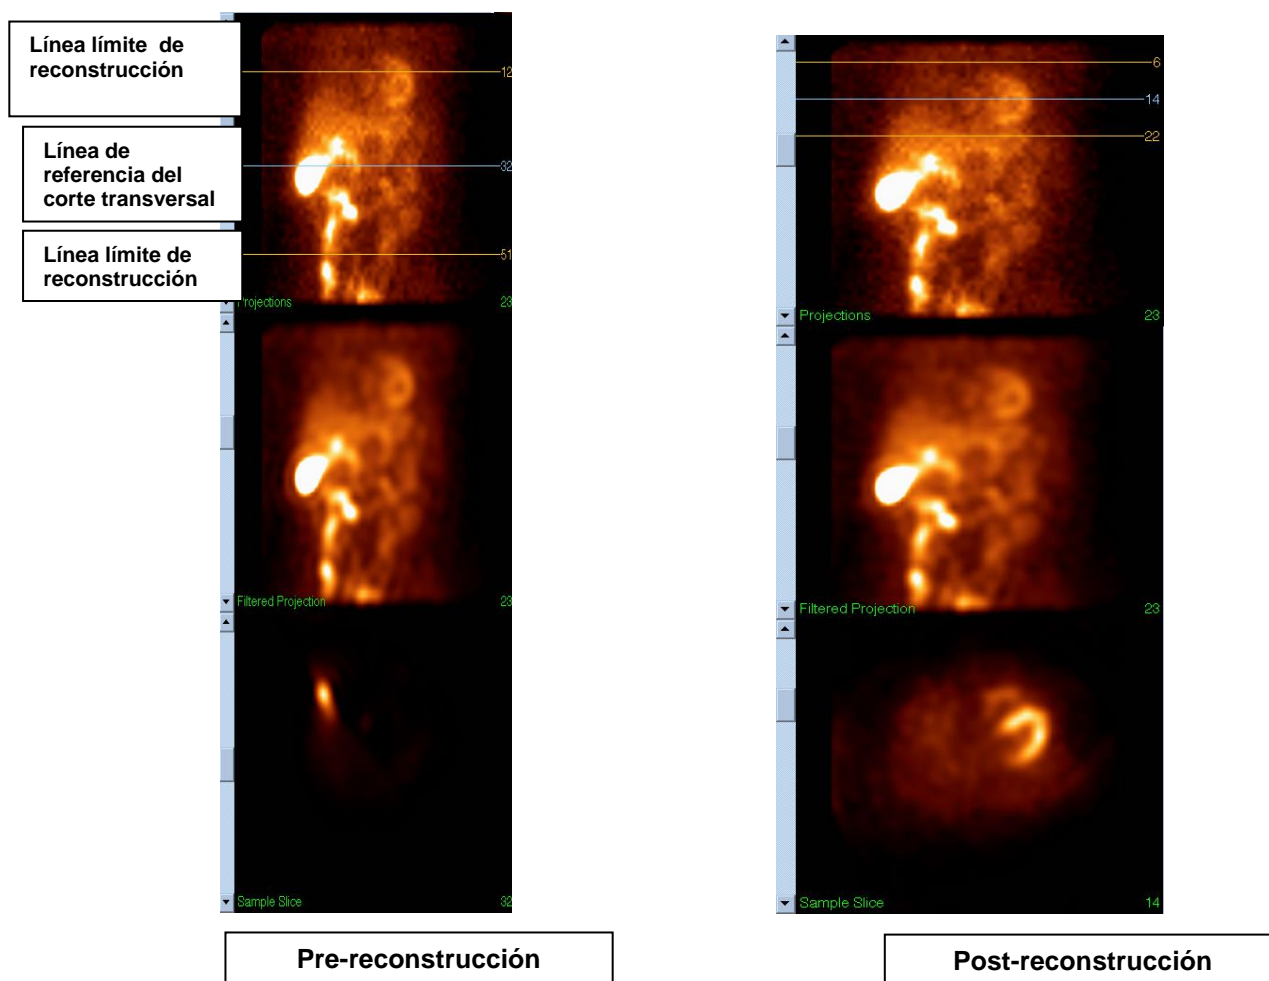 Línea límite de
reconstrucción
Línea de
referencia del
corte transversal
Línea límite de
reconstrucción
12
32
51
Projections
23
Filtered Projection
23
Sample Slice
32
Pre-reconstrucción
6
14
22
Projections
23
Filtered Projection
23
Sample Slice
14
Post-reconstrucción